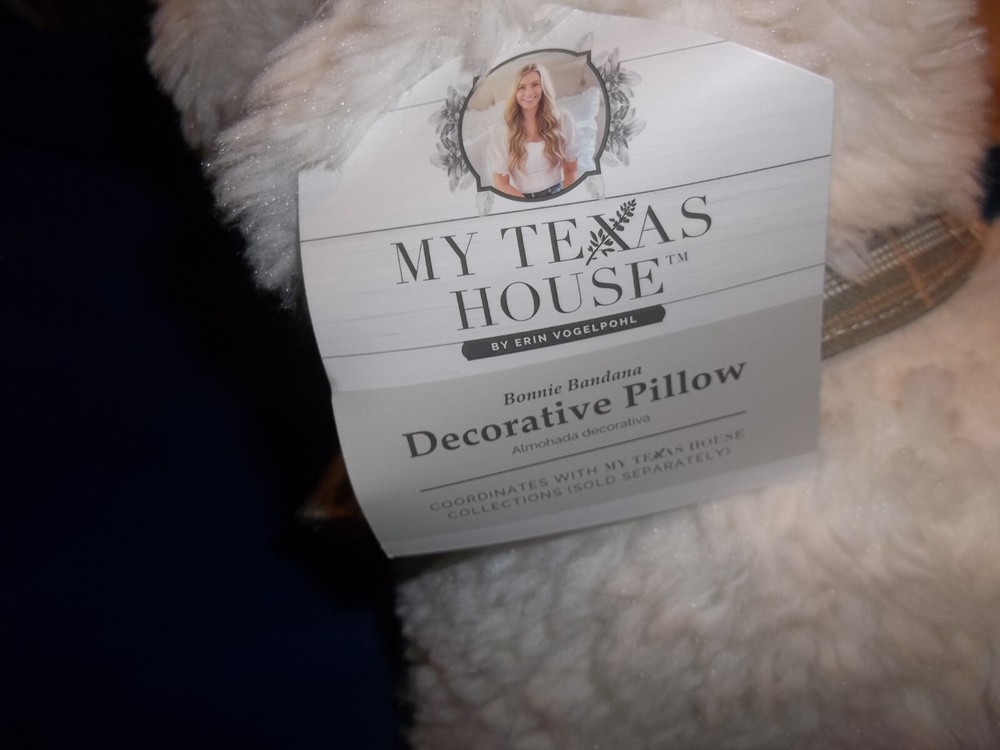 MY TEXAS
HOUSE™
BY ERIN VOGELPOHL
Bonnie Bandana
Decorative Pillow
Almohada decorativa
COORDINATES WITH MY TEXAS HOUSE
COLLECTIONS (SOLD SEPARATELY)